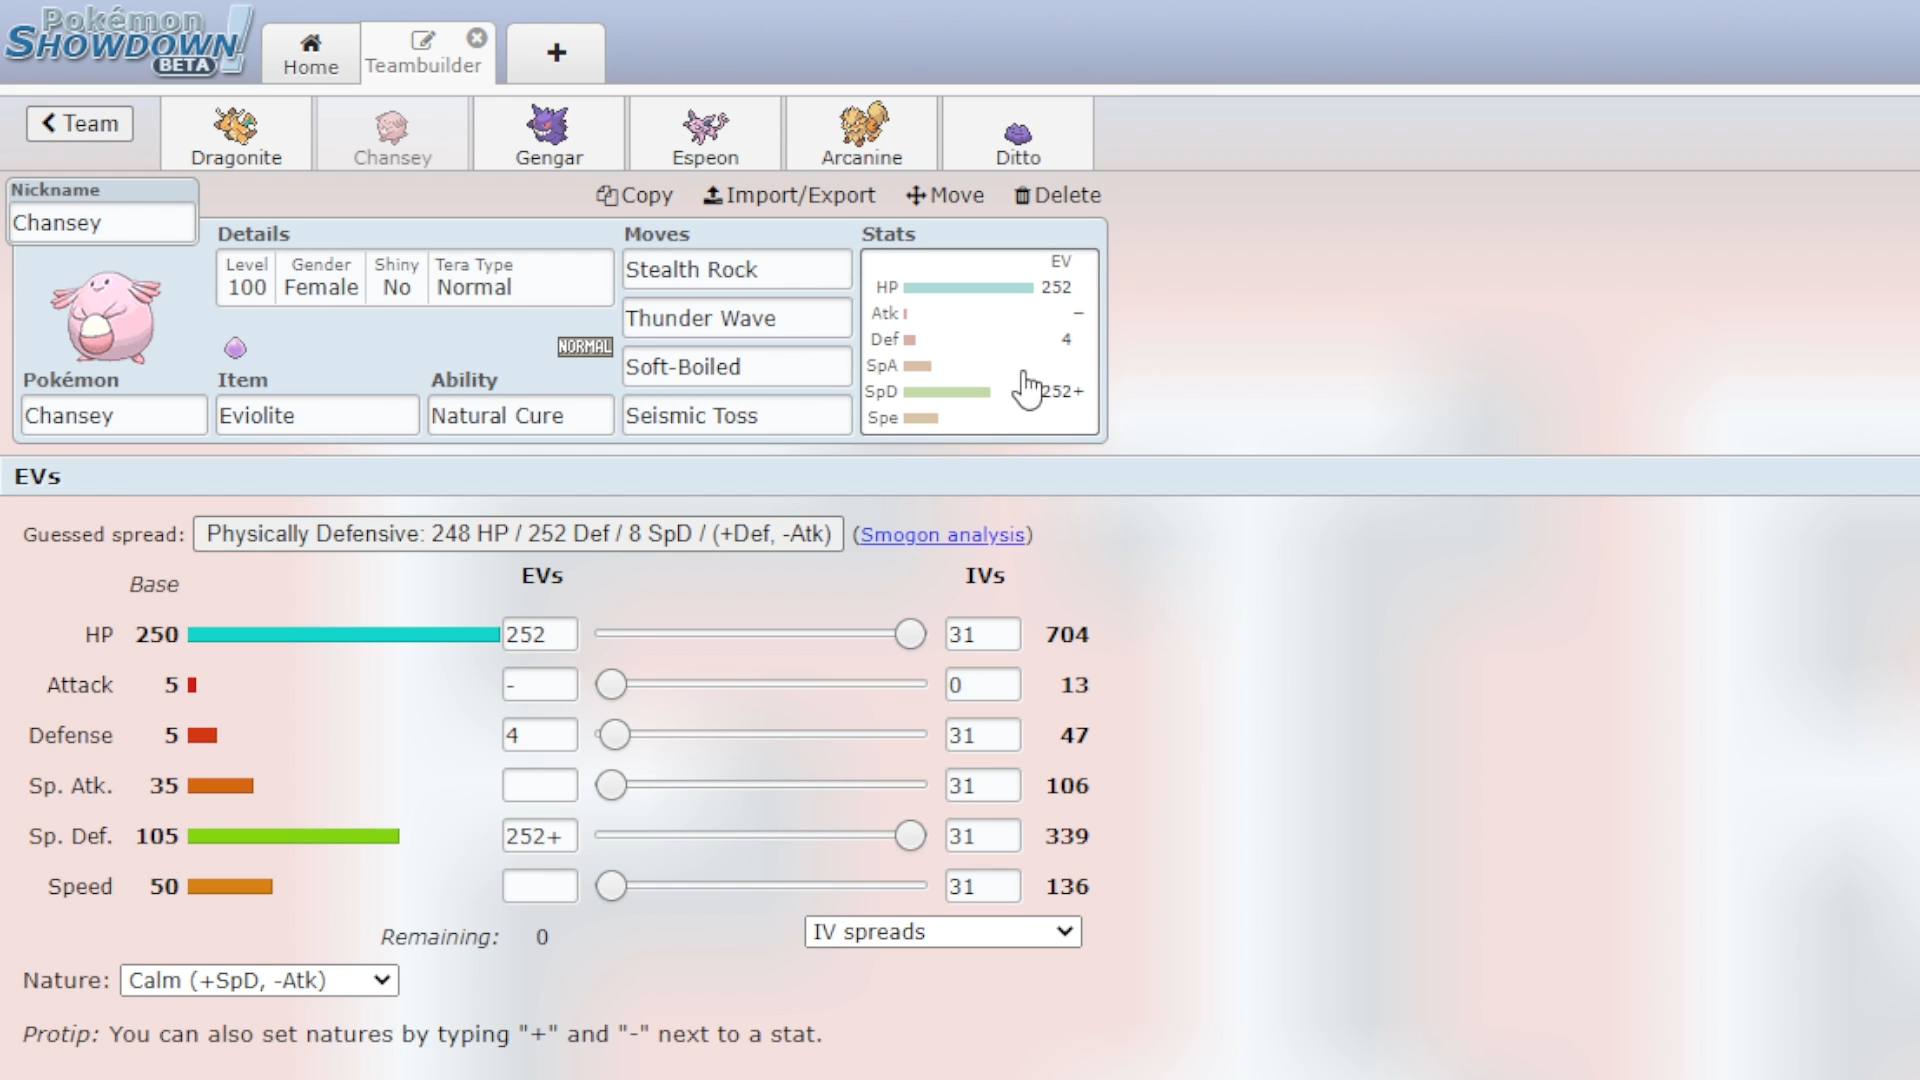 Pokémon
SHOWDOWN!
BETA
Home
Teambuilder
+
Team
Dragonite
Chansey
Gengar
Espeon
Arcanine
Ditto
Nickname
Chansey
Copy
Import/Export
Move
Delete
Details
Level
100
Gender
Female
Shiny
No
Tera Type
Normal
NORMAL
Pokémon
Chansey
Item
Eviolite
Ability
Natural Cure
Moves
Stealth Rock
Thunder Wave
Soft-Boiled
Seismic Toss
Stats
EV
HP 252
Atk –
Def 4
SpA
SpD 252+
Spe
EVs
Guessed spread: Physically Defensive: 248 HP / 252 Def / 8 SpD / (+Def, -Atk) (Smogon analysis)
Base EVs IVs
HP 250 252 31 704
Attack 5 - 0 13
Defense 5 4 31 47
Sp. Atk. 35 31 106
Sp. Def. 105 252+ 31 339
Speed 50 31 136
Remaining: 0 IV spreads
Nature: Calm (+SpD, -Atk)
Protip: You can also set natures by typing "+" and "-" next to a stat.